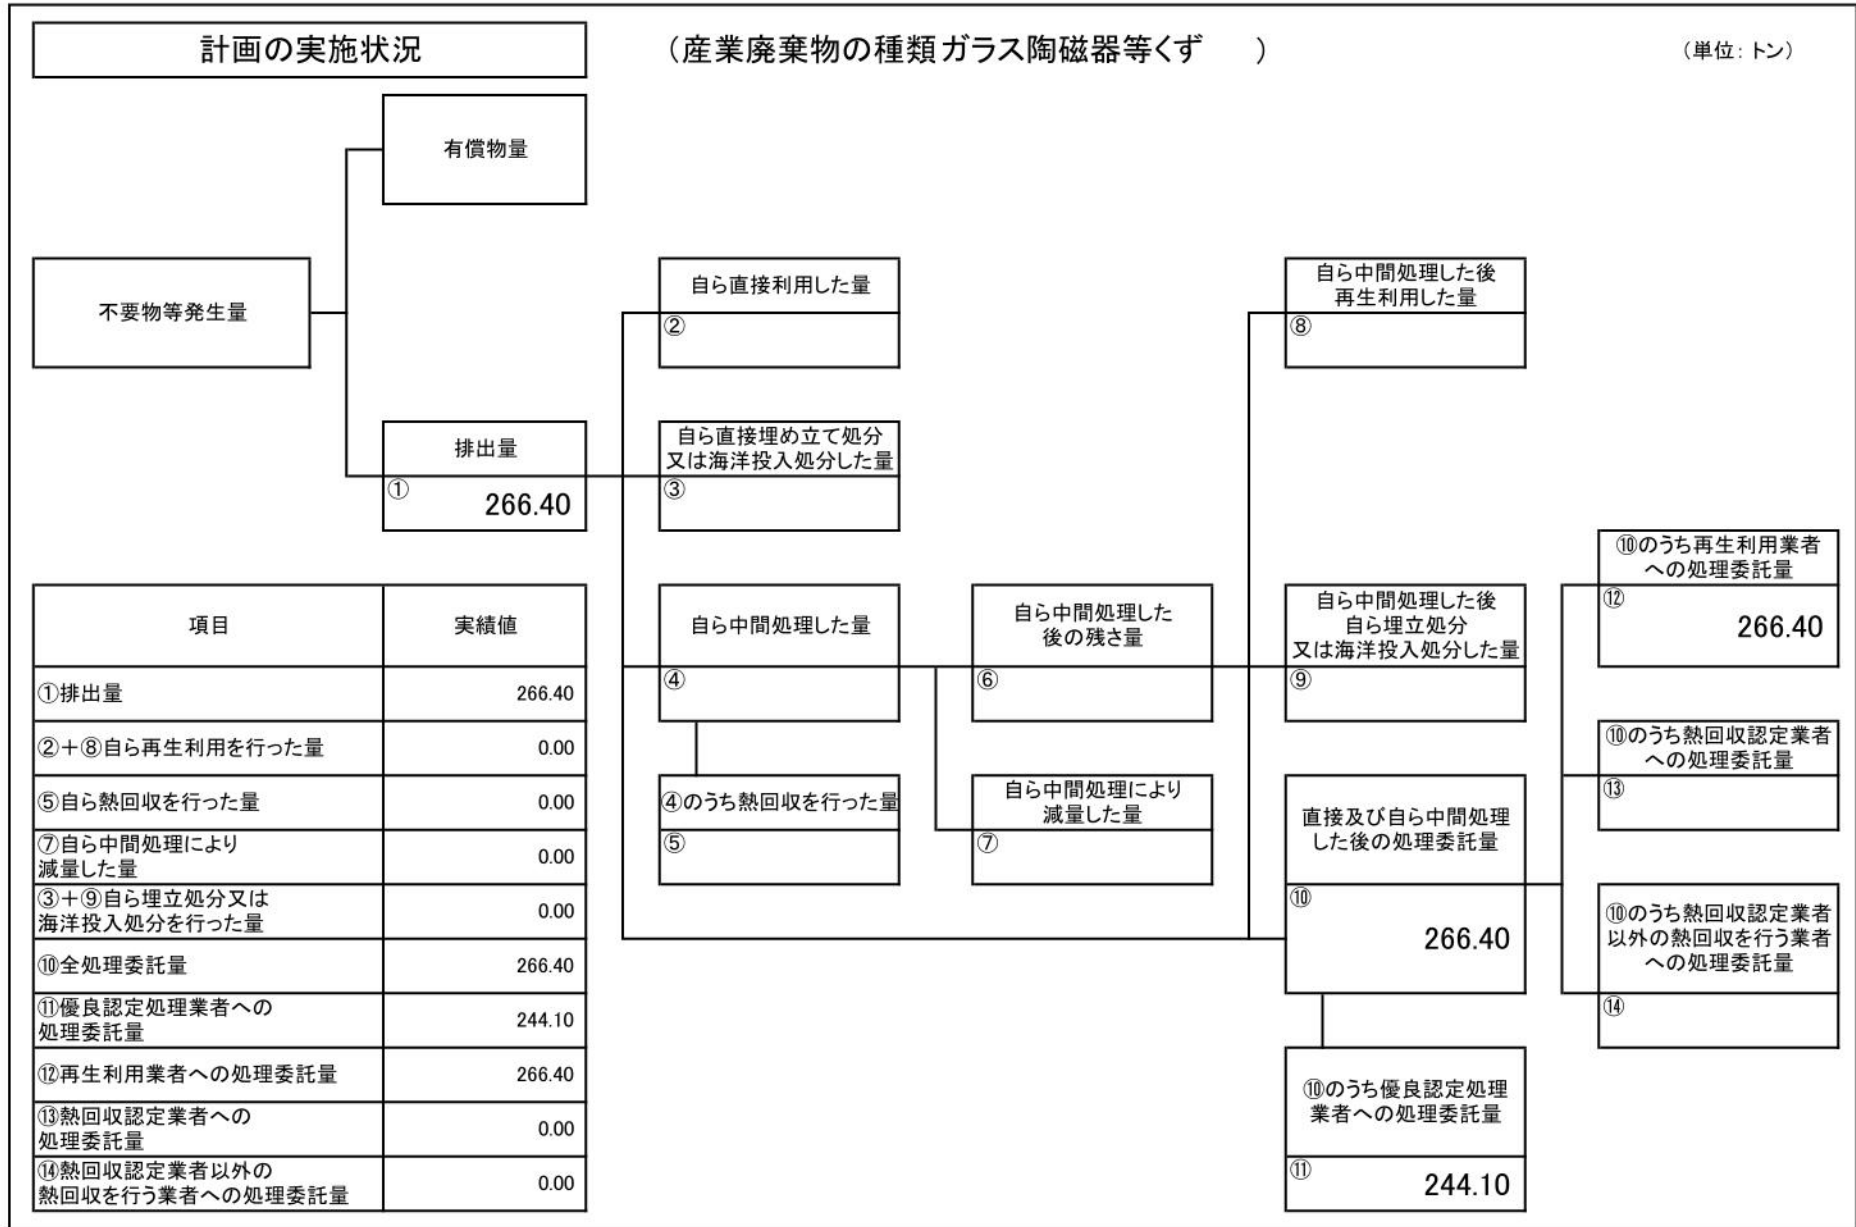 計画の実施状況
（産業廃棄物の種類ガラス陶磁器等くず　　）
（単位：トン）
有償物量
不要物等発生量
自ら直接利用した量
②
自ら中間処理した後
再生利用した量
⑧
排出量
①
266.40
自ら直接埋め立て処分
又は海洋投入処分した量
③
⑩のうち再生利用業者
への処理委託量
⑫
266.40
自ら中間処理した量
④
自ら中間処理した
後の残さ量
⑥
自ら中間処理した後
自ら埋立処分
又は海洋投入処分した量
⑨
⑩のうち熱回収認定業者
への処理委託量
⑬
④のうち熱回収を行った量
⑤
自ら中間処理により
減量した量
⑦
直接及び自ら中間処理
した後の処理委託量
⑩
266.40
⑩のうち熱回収認定業者
以外の熱回収を行う業者
への処理委託量
⑭
⑩のうち優良認定処理
業者への処理委託量
⑪
244.10
項目 実績値
①排出量 266.40
②＋⑧自ら再生利用を行った量 0.00
⑤自ら熱回収を行った量 0.00
⑦自ら中間処理により
減量した量 0.00
③＋⑨自ら埋立処分又は
海洋投入処分を行った量 0.00
⑩全処理委託量 266.40
⑪優良認定処理業者への
処理委託量 244.10
⑫再生利用業者への処理委託量 266.40
⑬熱回収認定業者への
処理委託量 0.00
⑭熱回収認定業者以外の
熱回収を行う業者への処理委託量 0.00